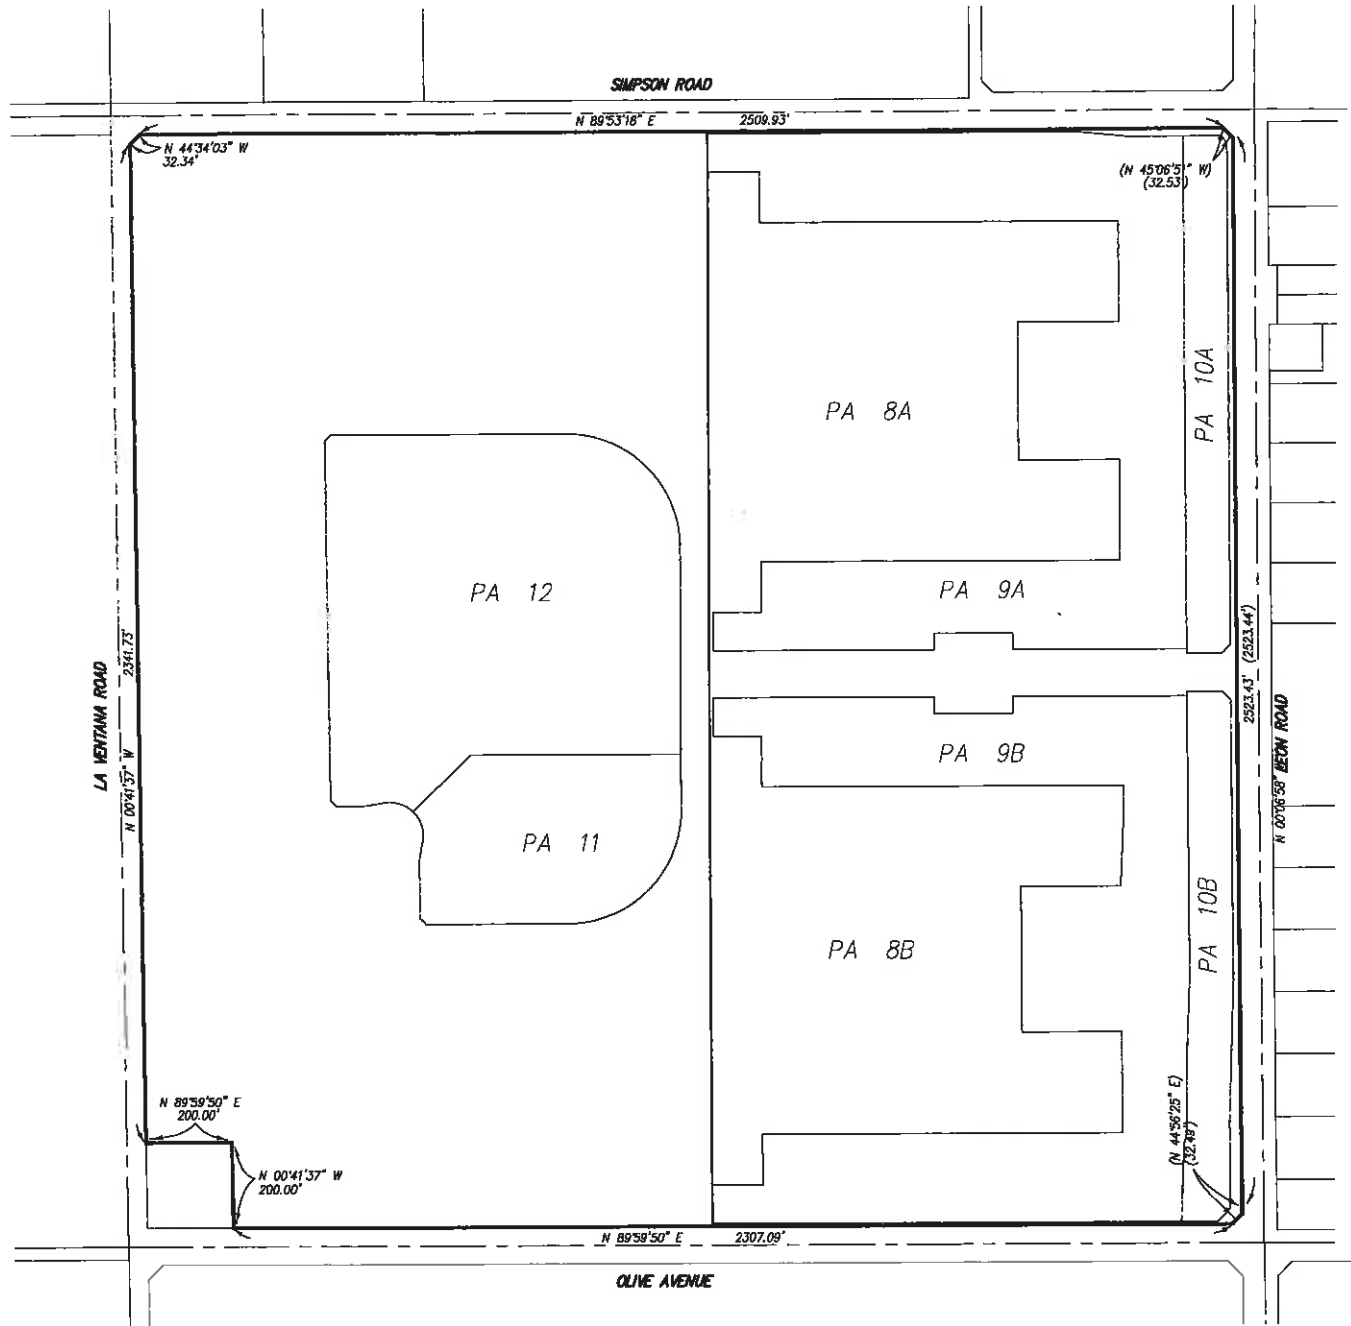 SIMPSON ROAD
N 89°53'16" E 2509.93'
N 44°34'03" W
32.34'
(N 45°06'51" W)
(32.53')
PA 10A
PA 8A
PA 12
PA 9A
2523.43' (2523.44')
LA VENTANA ROAD
N 00°41'37" W 2341.73'
LEON ROAD
N 00°06'58"
PA 9B
PA 11
PA 10B
PA 8B
N 89°59'50" E
200.00'
N 00°41'37" W
200.00'
(N 44°56'25" E)
(32.49')
N 89°59'50" E 2307.09'
OLIVE AVENUE